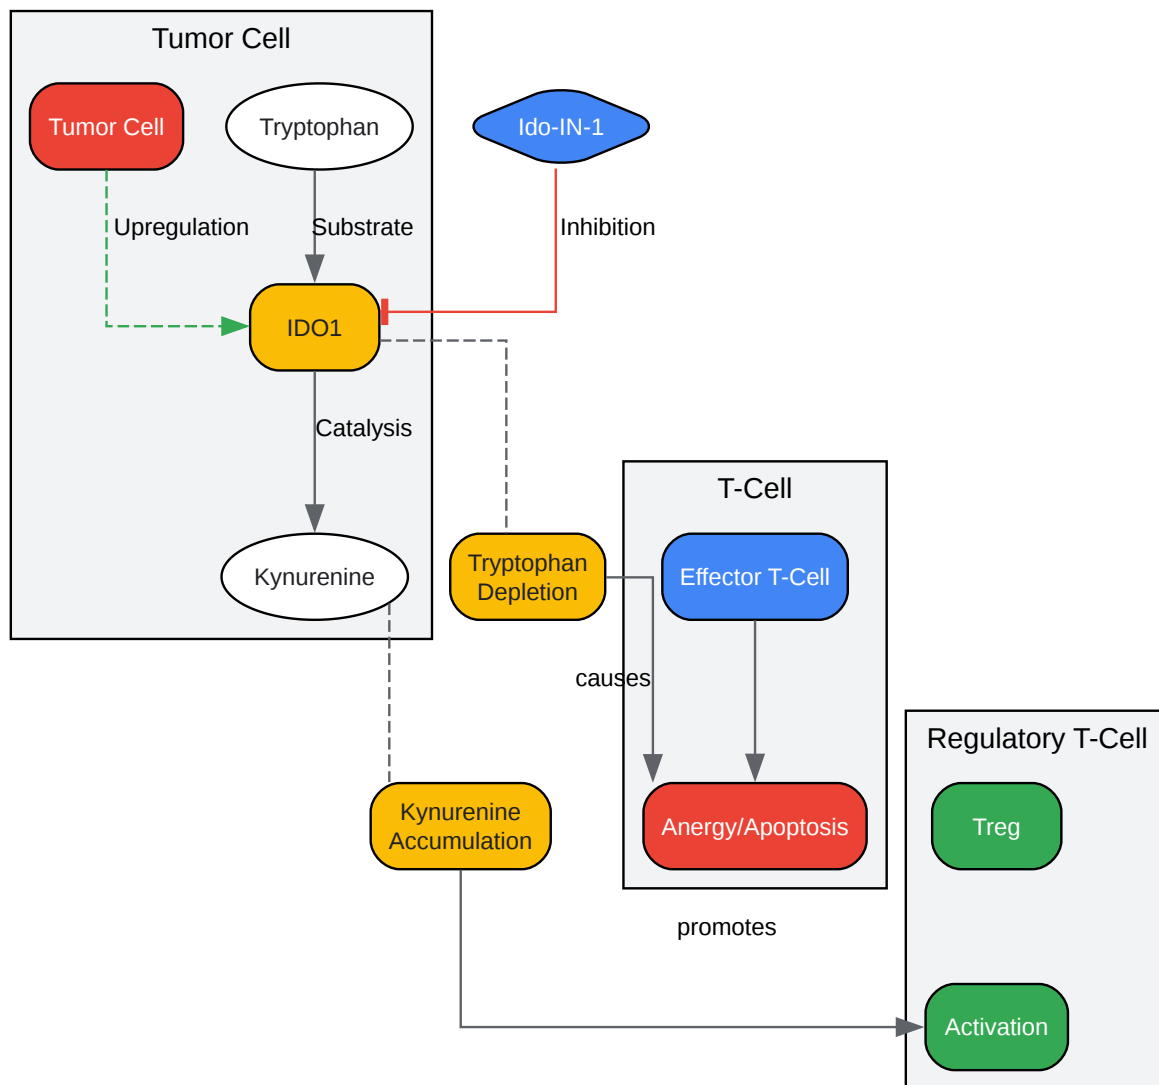 Tumor Cell
Tumor Cell
Tryptophan
Ido-IN-1
Upregulation
Substrate
Inhibition
IDO1
Catalysis
T-Cell
Kynurenine
Tryptophan
Depletion
Effector T-Cell
causes
Regulatory T-Cell
Kynurenine
Accumulation
Anergy/Apoptosis
Treg
promotes
Activation